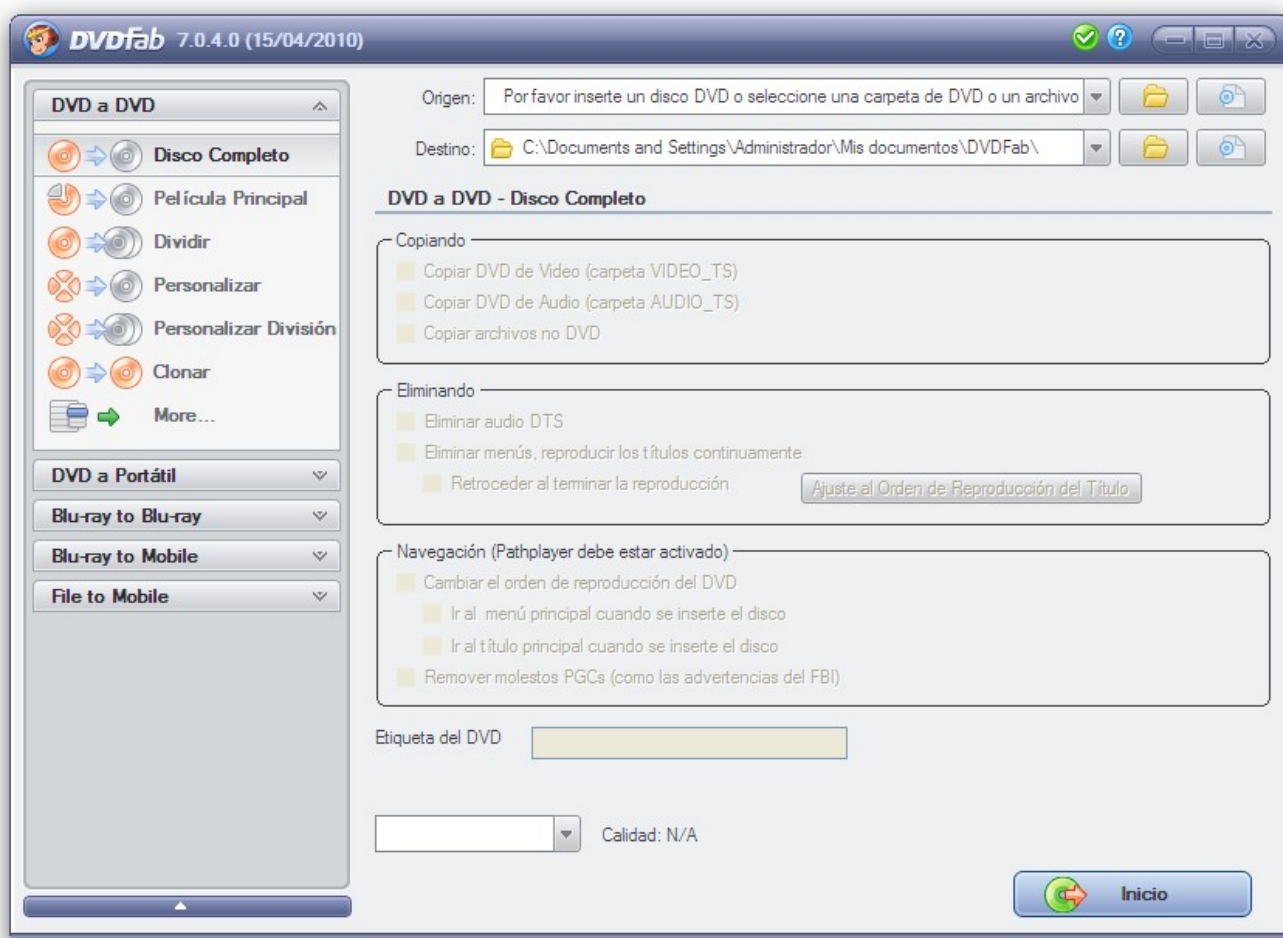 DVDFab 7.0.4.0 (15/04/2010)
DVD a DVD
Disco Completo
Película Principal
Dividir
Personalizar
Personalizar División
Clonar
More...
DVD a Portátil
Blu-ray to Blu-ray
Blu-ray to Mobile
File to Mobile
Origen: Por favor inserte un disco DVD o seleccione una carpeta de DVD o un archivo
Destino: C:\Documents and Settings\Administrador\Mis documentos\DVDFab\
DVD a DVD - Disco Completo
Copiando
Copiar DVD de Video (carpeta VIDEO_TS)
Copiar DVD de Audio (carpeta AUDIO_TS)
Copiar archivos no DVD
Eliminando
Eliminar audio DTS
Eliminar menús, reproducir los títulos continuamente
Retroceder al terminar la reproducción Ajuste al Orden de Reproducción del Título
Navegación (Pathplayer debe estar activado)
Cambiar el orden de reproducción del DVD
Ir al menú principal cuando se inserte el disco
Ir al título principal cuando se inserte el disco
Remover molestos PGCs (como las advertencias del FBI)
Etiqueta del DVD
Calidad: N/A
Inicio